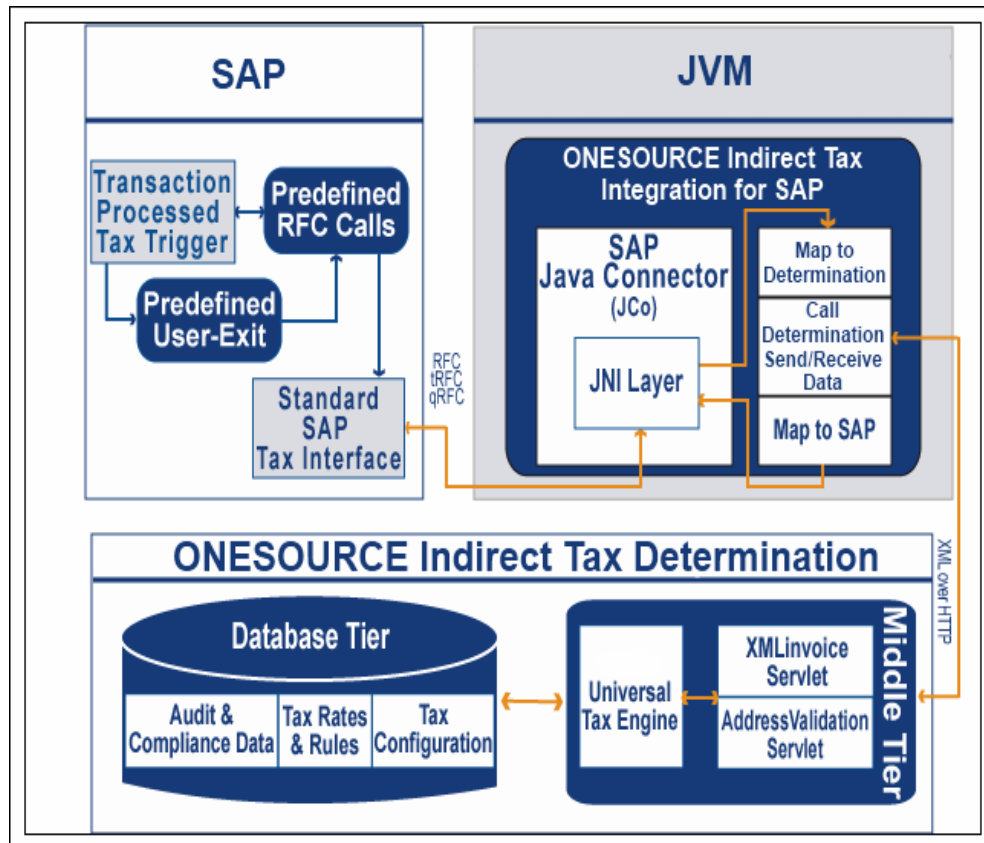 SAP
Transaction
Processed
Tax Trigger
Predefined
RFC Calls
Predefined
User-Exit
Standard
SAP
Tax Interface
RFC
tRFC
qRFC
JVM
ONESOURCE Indirect Tax
Integration for SAP
SAP
Java Connector
(JCo)
JNI Layer
Map to
Determination
Call
Determination
Send/Receive
Data
Map to SAP
XML over HTTP
ONESOURCE Indirect Tax Determination
Database Tier
Audit &
Compliance Data
Tax Rates
& Rules
Tax
Configuration
Universal
Tax Engine
XMLinvoice
Servlet
AddressValidation
Servlet
Middle Tier